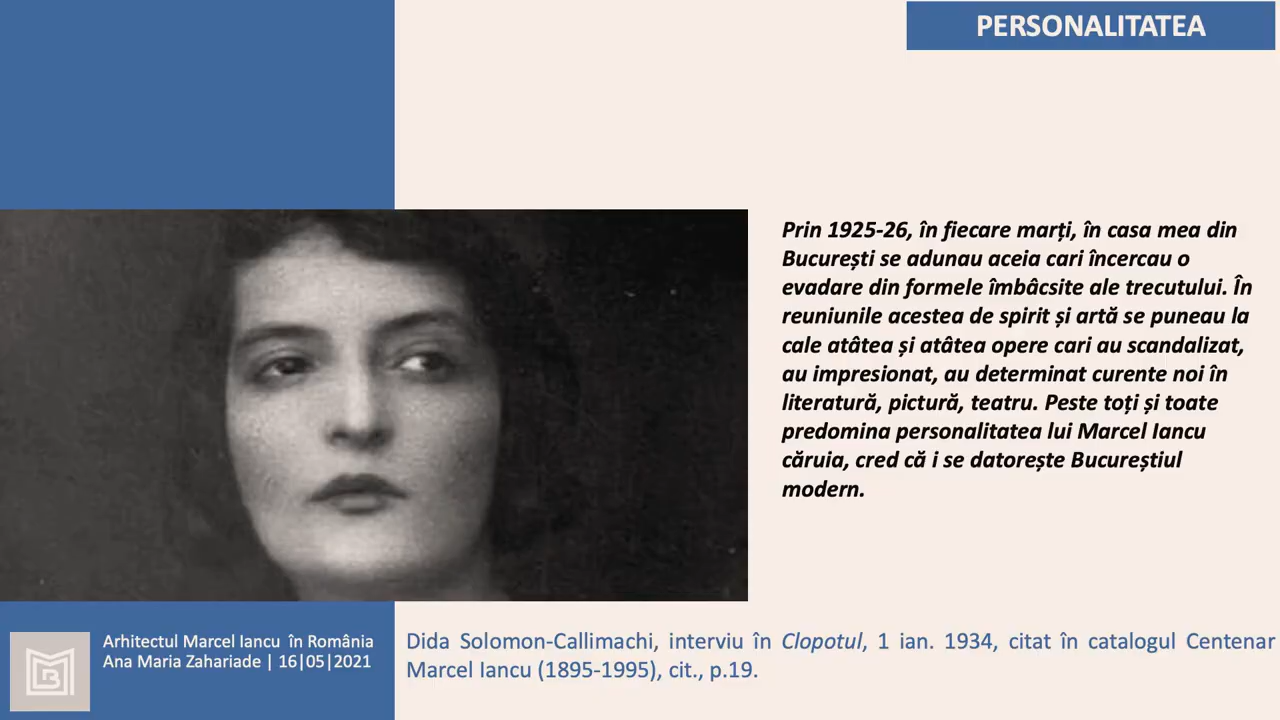 PERSONALITATEA
Prin 1925-26, în fiecare marți, în casa mea din
București se adunau aceia cari încercau o
evadare din formele îmbâcsite ale trecutului. În
reuniunile acestea de spirit și artă se puneau la
cale atâtea și atâtea opere cari au scandalizat,
au impresionat, au determinat curente noi în
literatură, pictură, teatru. Peste toți și toate
predomina personalitatea lui Marcel Iancu
căruia, cred că i se datorește Bucureștiul
modern.
Arhitectul Marcel Iancu în România
Ana Maria Zahariade | 16|05|2021
Dida Solomon-Callimachi, interviu în Clopotul, 1 ian. 1934, citat în catalogul Centenar
Marcel Iancu (1895-1995), cit., p.19.